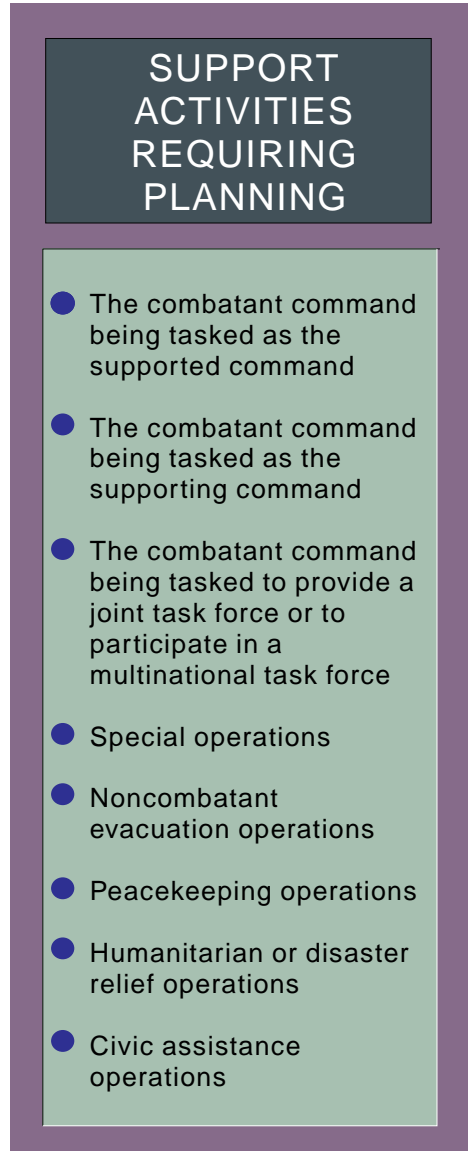 SUPPORT
ACTIVITIES
REQUIRING
PLANNING
The combatant command
being tasked as the
supported command
The combatant command
being tasked as the
supporting command
The combatant command
being tasked to provide a
joint task force or to
participate in a
multinational task force
Special operations
Noncombatant
evacuation operations
Peacekeeping operations
Humanitarian or disaster
relief operations
Civic assistance
operations